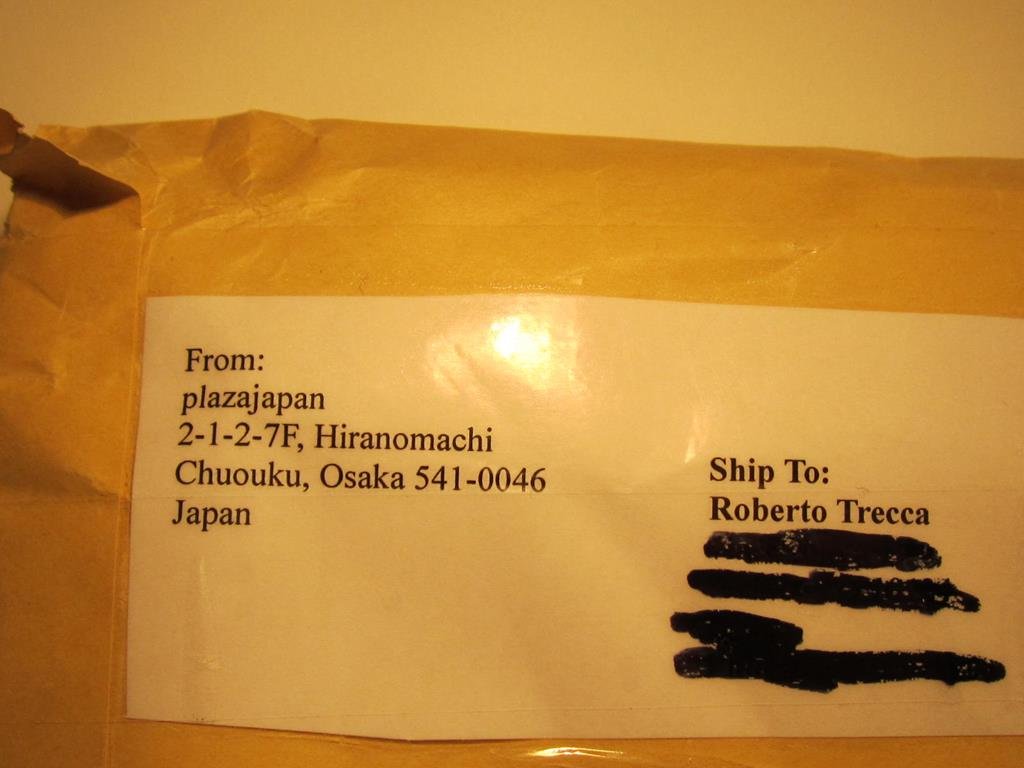 From:
plazajapan
2-1-2-7F, Hiranomachi
Chuouku, Osaka 541-0046
Japan
Ship To:
Roberto Trecca